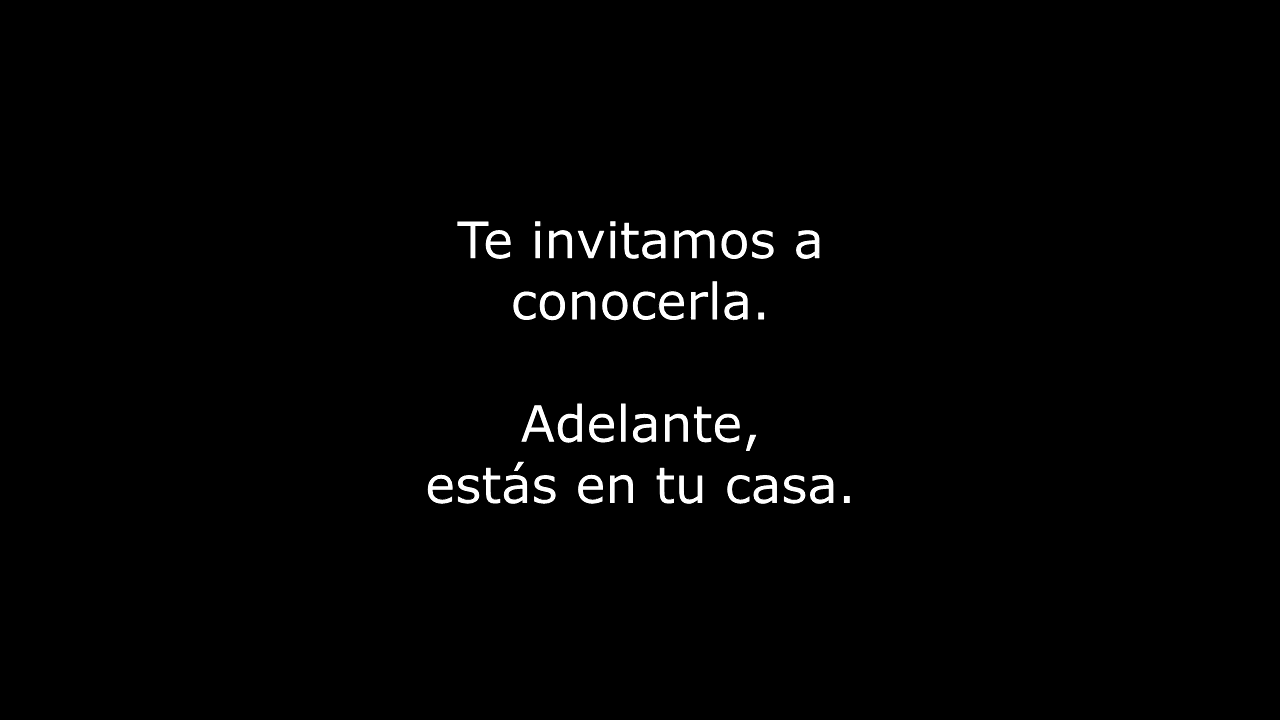 Te invitamos a
conocerla.
Adelante,
estás en tu casa.